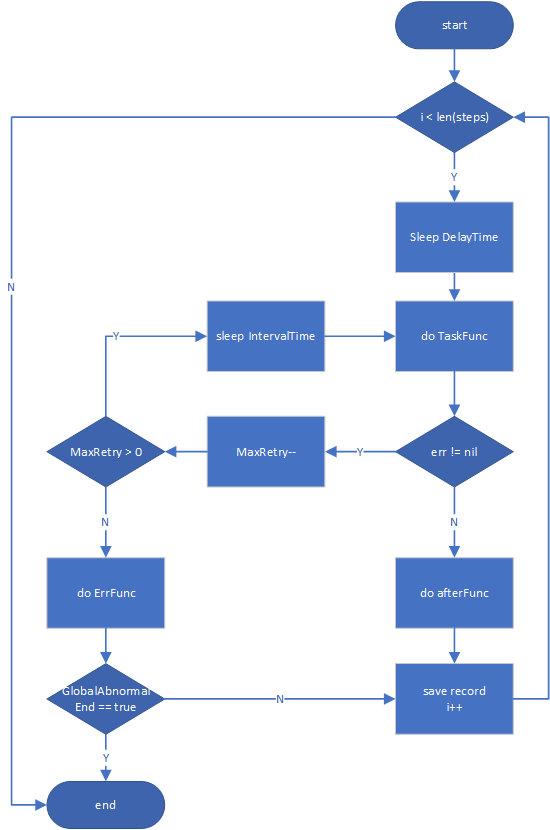 start
i < len(steps)
Y
Sleep DelayTime
N
Y
sleep IntervalTime
do TaskFunc
MaxRetry > 0
MaxRetry--
Y
err != nil
N
N
do ErrFunc
do afterFunc
GlobalAbnormal
End == true
N
save record
i++
Y
end